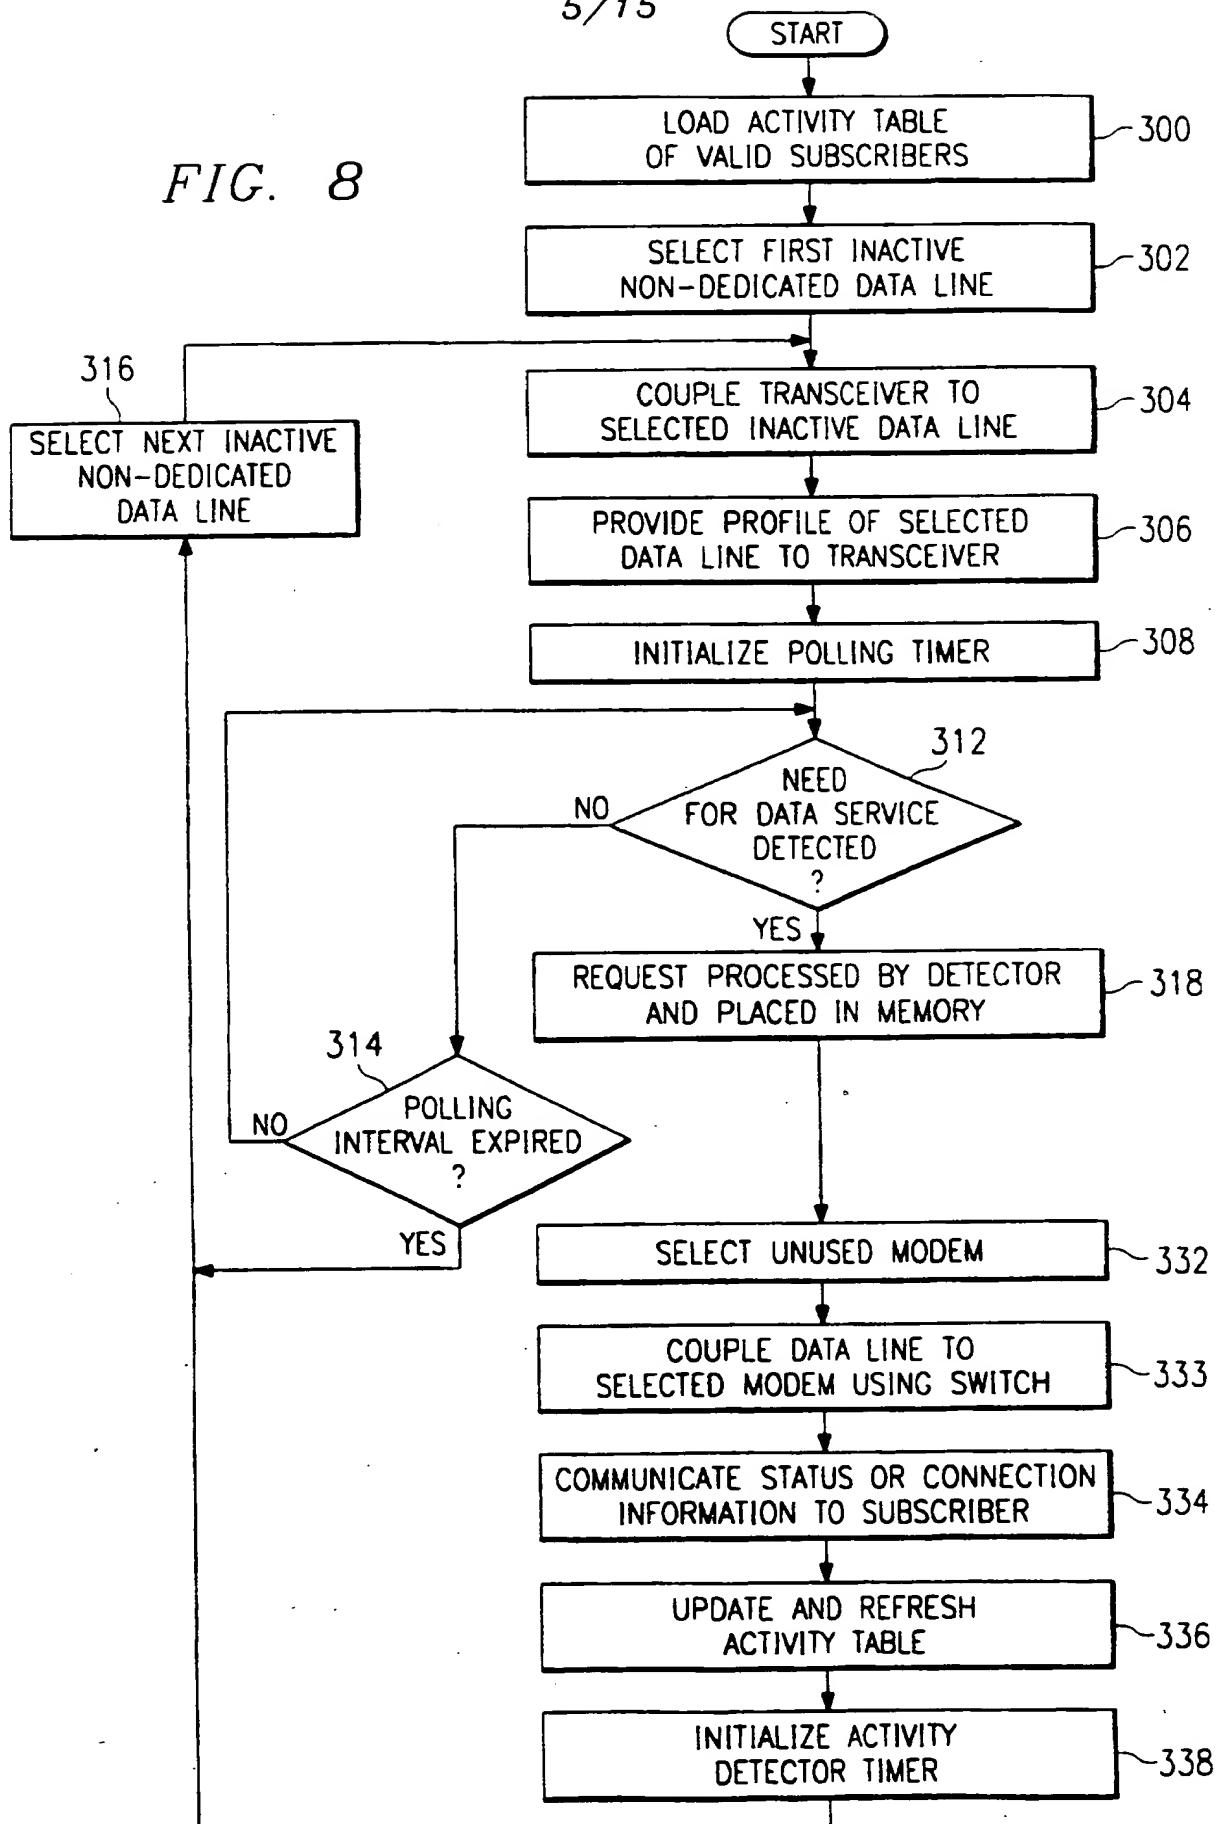 5/15
START
FIG. 8
LOAD ACTIVITY TABLE
OF VALID SUBSCRIBERS
300
SELECT FIRST INACTIVE
NON-DEDICATED DATA LINE
302
316
SELECT NEXT INACTIVE
NON-DEDICATED
DATA LINE
COUPLE TRANSCEIVER TO
SELECTED INACTIVE DATA LINE
304
PROVIDE PROFILE OF SELECTED
DATA LINE TO TRANSCEIVER
306
INITIALIZE POLLING TIMER
308
312
NEED
FOR DATA SERVICE
DETECTED
?
NO
YES
REQUEST PROCESSED BY DETECTOR
AND PLACED IN MEMORY
318
314
POLLING
INTERVAL EXPIRED
?
NO
YES
SELECT UNUSED MODEM
332
COUPLE DATA LINE TO
SELECTED MODEM USING SWITCH
333
COMMUNICATE STATUS OR CONNECTION
INFORMATION TO SUBSCRIBER
334
UPDATE AND REFRESH
ACTIVITY TABLE
336
INITIALIZE ACTIVITY
DETECTOR TIMER
338